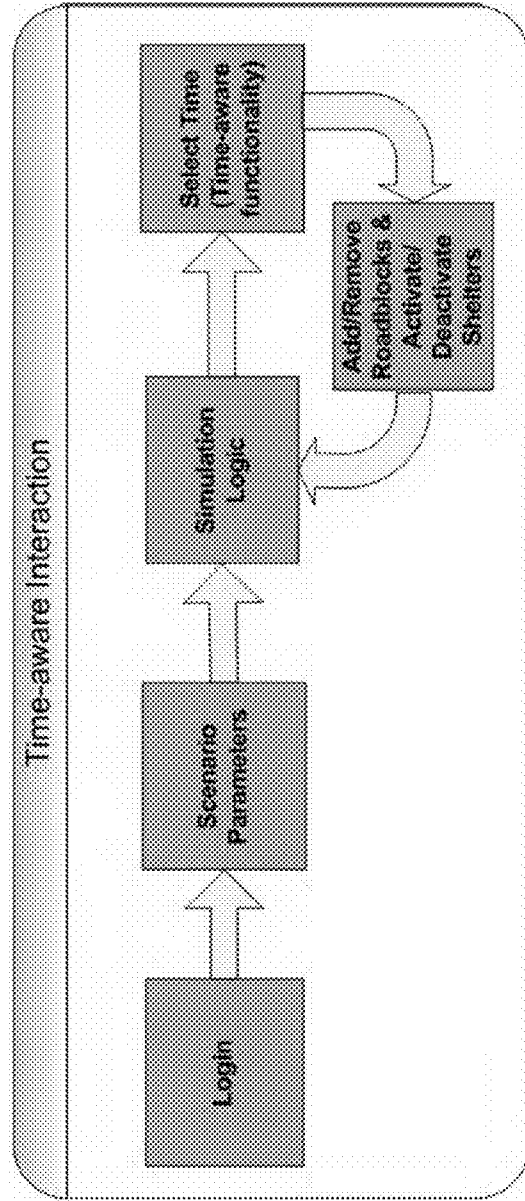 Time-aware Interaction
Login
Scenario
Parameters
Simulation
Logic
Select Time
(Time-aware
functionality)
Add/Remove
Roadblocks &
Activate/
Deactivate
Shelters